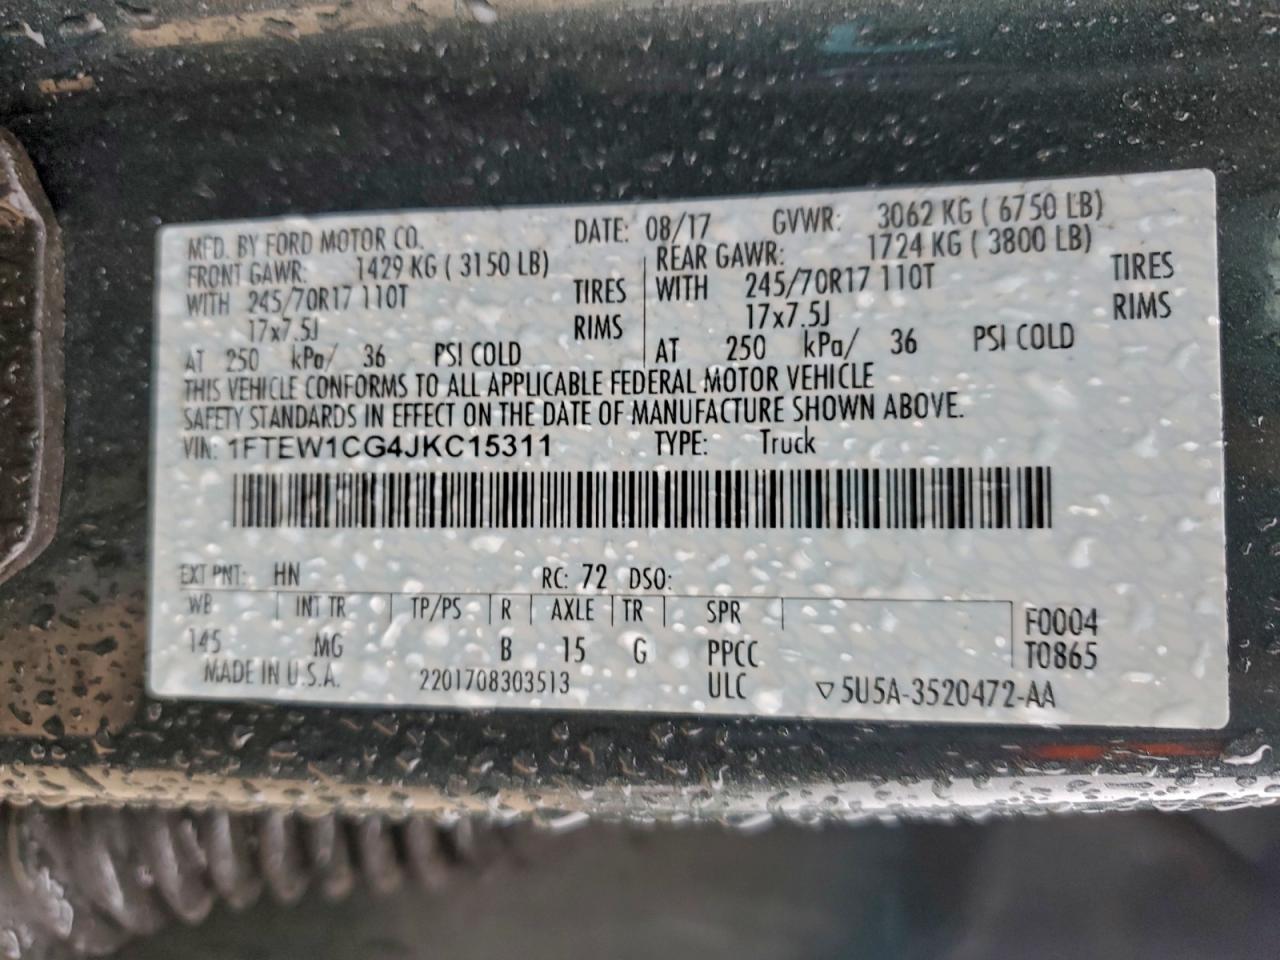 MFD. BY FORD MOTOR CO. DATE: 08/17 GVWR: 3062 KG ( 6750 LB)
FRONT GAWR: 1429 KG ( 3150 LB) REAR GAWR: 1724 KG ( 3800 LB)
WITH 245/70R17 110T TIRES WITH 245/70R17 110T TIRES
17x7.5J RIMS 17x7.5J RIMS
AT 250 kPa/ 36 PSI COLD AT 250 kPa/ 36 PSI COLD
THIS VEHICLE CONFORMS TO ALL APPLICABLE FEDERAL MOTOR VEHICLE
SAFETY STANDARDS IN EFFECT ON THE DATE OF MANUFACTURE SHOWN ABOVE.
VIN: 1FTEW1CG4JKC15311 TYPE: Truck
EXT PNT: HN RC: 72 DSO:
WB INT TR TP/PS R AXLE TR SPR F0004
145 MG B 15 G PPCC T0865
MADE IN U.S.A. 2201708303513 ULC ▽5U5A-3520472-AA